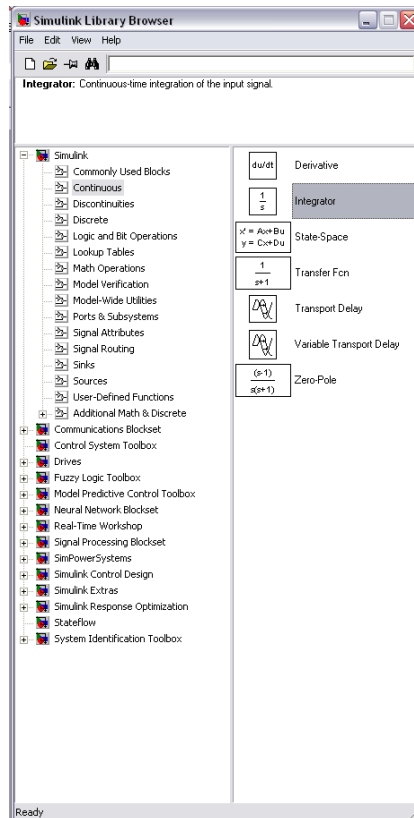 Simulink Library Browser
File Edit View Help
Integrator: Continuous-time integration of the input signal.
Simulink
Commonly Used Blocks
Continuous
Discontinuities
Discrete
Logic and Bit Operations
Lookup Tables
Math Operations
Model Verification
Model-Wide Utilities
Ports & Subsystems
Signal Attributes
Signal Routing
Sinks
Sources
User-Defined Functions
Additional Math & Discrete
Communications Blockset
Control System Toolbox
Drives
Fuzzy Logic Toolbox
Model Predictive Control Toolbox
Neural Network Blockset
Real-Time Workshop
Signal Processing Blockset
SimPowerSystems
Simulink Control Design
Simulink Extras
Simulink Response Optimization
Stateflow
System Identification Toolbox
du/dt Derivative
1
s
Integrator
x' = Ax+Bu
y = Cx+Du
State-Space
1
s+1
Transfer Fcn
Transport Delay
Variable Transport Delay
(s-1)
s(s+1)
Zero-Pole
Ready